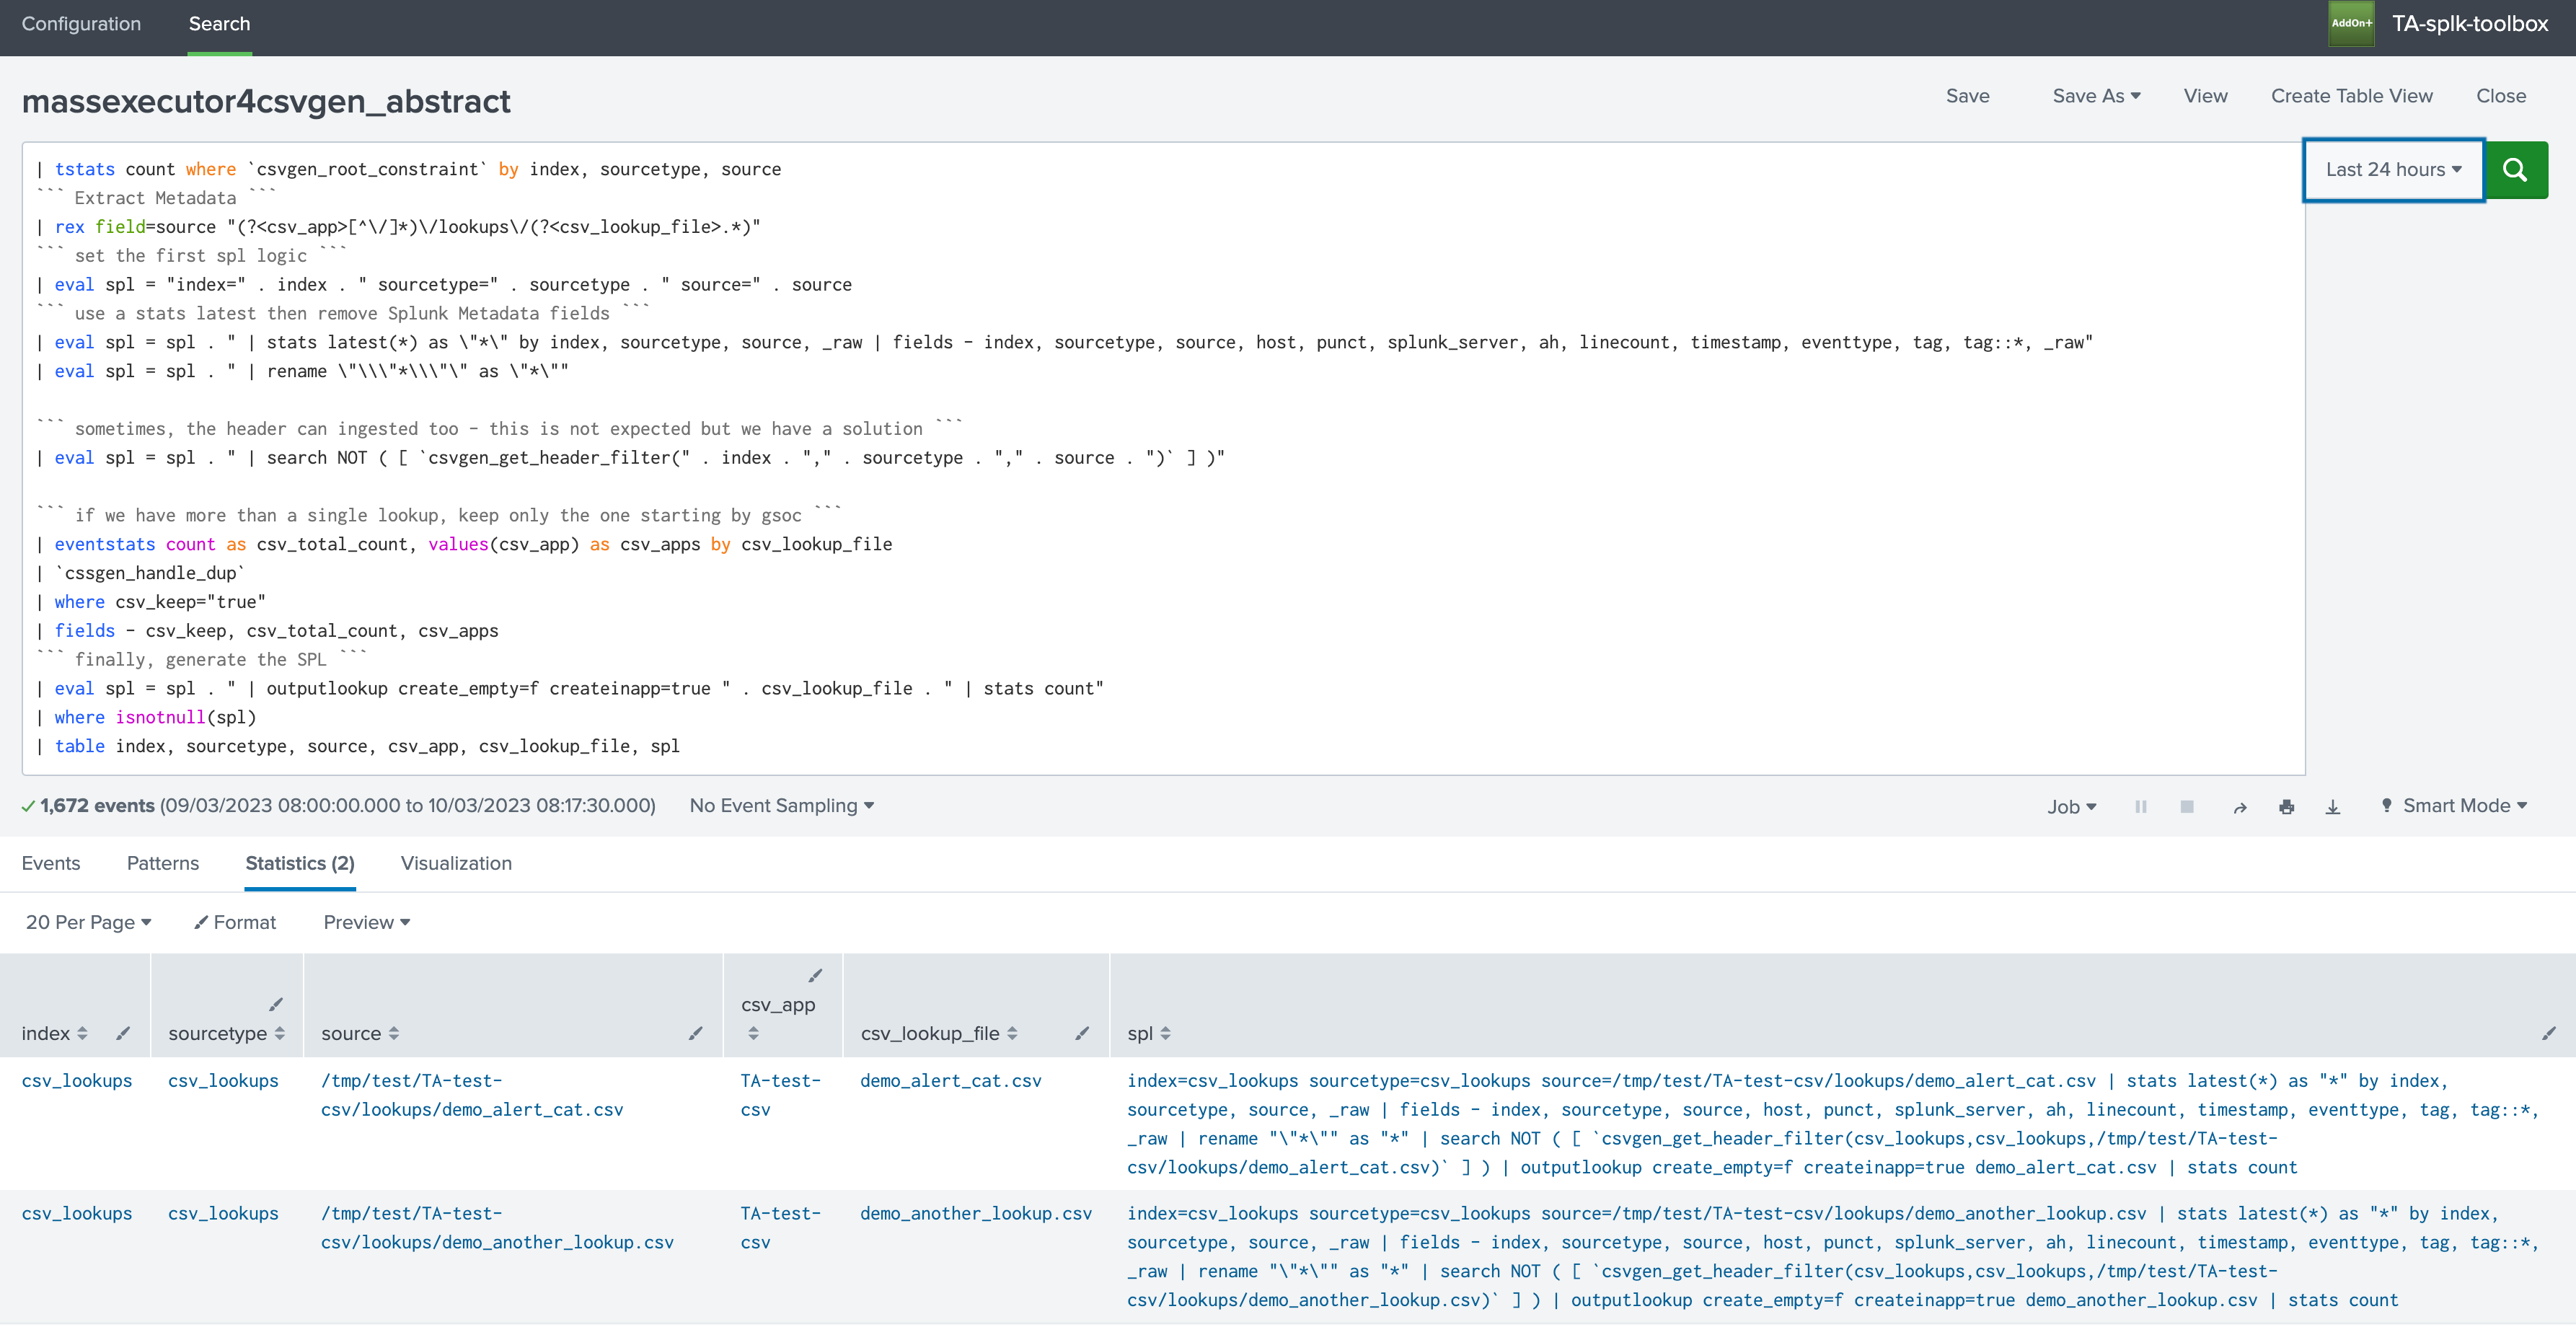 Configuration Search AddOn+ TA-splk-toolbox
massexecutor4csvgen_abstract Save Save As View Create Table View Close
| tstats count where `csvgen_root_constraint` by index, sourcetype, source Last 24 hours
``` Extract Metadata ```
| rex field=source "(?<csv_app>[^\/]*)\/lookups\/(?<csv_lookup_file>.*)"
``` set the first spl logic ```
| eval spl = "index=" . index . " sourcetype=" . sourcetype . " source=" . source
``` use a stats latest then remove Splunk Metadata fields ```
| eval spl = spl . " | stats latest(*) as \"*\" by index, sourcetype, source, _raw | fields - index, sourcetype, source, host, punct, splunk_server, ah, linecount, timestamp, eventtype, tag, tag::*, _raw"
| eval spl = spl . " | rename \"\\\"*\\\"\" as \"*\""
``` sometimes, the header can ingested too - this is not expected but we have a solution ```
| eval spl = spl . " | search NOT ( [ `csvgen_get_header_filter(" . index . "," . sourcetype . "," . source . ")` ] )"
``` if we have more than a single lookup, keep only the one starting by gsoc ```
| eventstats count as csv_total_count, values(csv_app) as csv_apps by csv_lookup_file
| `cssgen_handle_dup`
| where csv_keep="true"
| fields - csv_keep, csv_total_count, csv_apps
``` finally, generate the SPL ```
| eval spl = spl . " | outputlookup create_empty=f createinapp=true " . csv_lookup_file . " | stats count"
| where isnotnull(spl)
| table index, sourcetype, source, csv_app, csv_lookup_file, spl
1,672 events (09/03/2023 08:00:00.000 to 10/03/2023 08:17:30.000) No Event Sampling Job Smart Mode
Events Patterns Statistics (2) Visualization
20 Per Page Format Preview
index sourcetype source csv_app csv_lookup_file spl
csv_lookups csv_lookups /tmp/test/TA-test- TA-test- demo_alert_cat.csv index=csv_lookups sourcetype=csv_lookups source=/tmp/test/TA-test-csv/lookups/demo_alert_cat.csv | stats latest(*) as "*" by index,
csv/lookups/demo_alert_cat.csv csv sourcetype, source, _raw | fields - index, sourcetype, source, host, punct, splunk_server, ah, linecount, timestamp, eventtype, tag, tag::*,
_raw | rename "\"*\"" as "*" | search NOT ( [ `csvgen_get_header_filter(csv_lookups,csv_lookups,/tmp/test/TA-test-
csv/lookups/demo_alert_cat.csv)` ] ) | outputlookup create_empty=f createinapp=true demo_alert_cat.csv | stats count
csv_lookups csv_lookups /tmp/test/TA-test- TA-test- demo_another_lookup.csv index=csv_lookups sourcetype=csv_lookups source=/tmp/test/TA-test-csv/lookups/demo_another_lookup.csv | stats latest(*) as "*" by index,
csv/lookups/demo_another_lookup.csv csv sourcetype, source, _raw | fields - index, sourcetype, source, host, punct, splunk_server, ah, linecount, timestamp, eventtype, tag, tag::*,
_raw | rename "\"*\"" as "*" | search NOT ( [ `csvgen_get_header_filter(csv_lookups,csv_lookups,/tmp/test/TA-test-
csv/lookups/demo_another_lookup.csv)` ] ) | outputlookup create_empty=f createinapp=true demo_another_lookup.csv | stats count